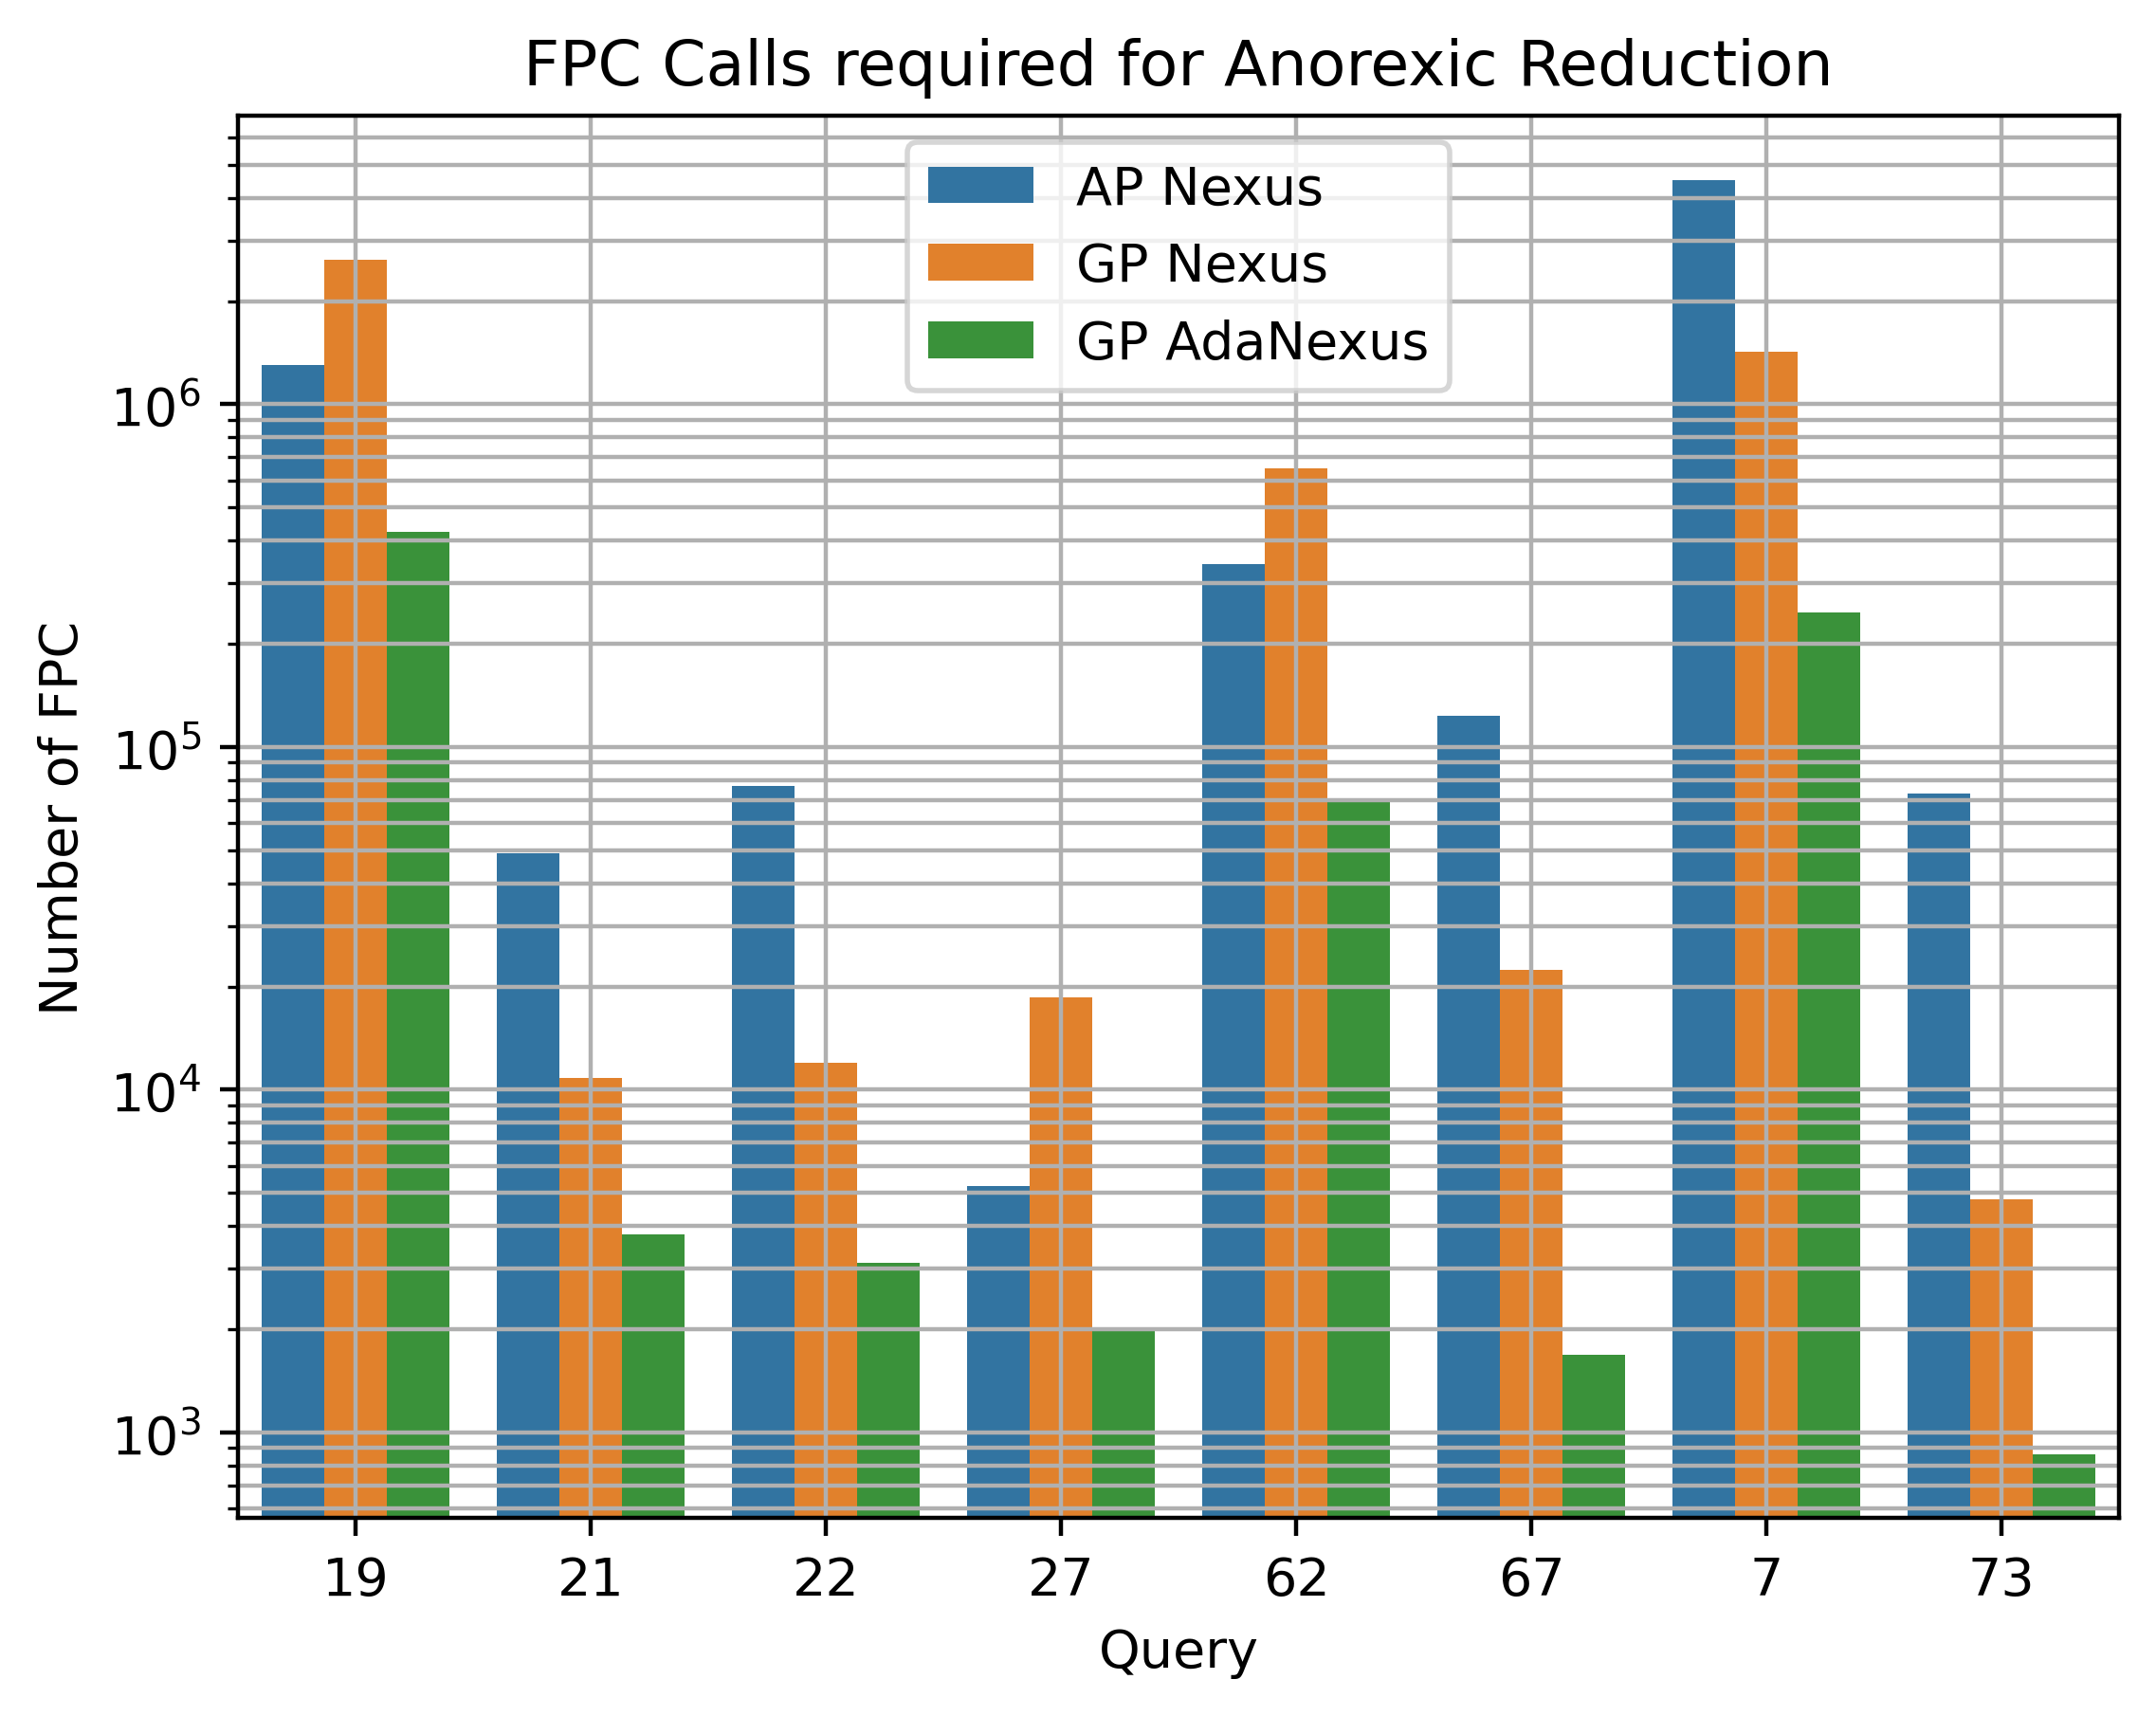 FPC Calls required for Anorexic Reduction
AP Nexus
GP Nexus
GP AdaNexus
Number of FPC
10⁶
10⁵
10⁴
10³
19 21 22 27 62 67 7 73
Query